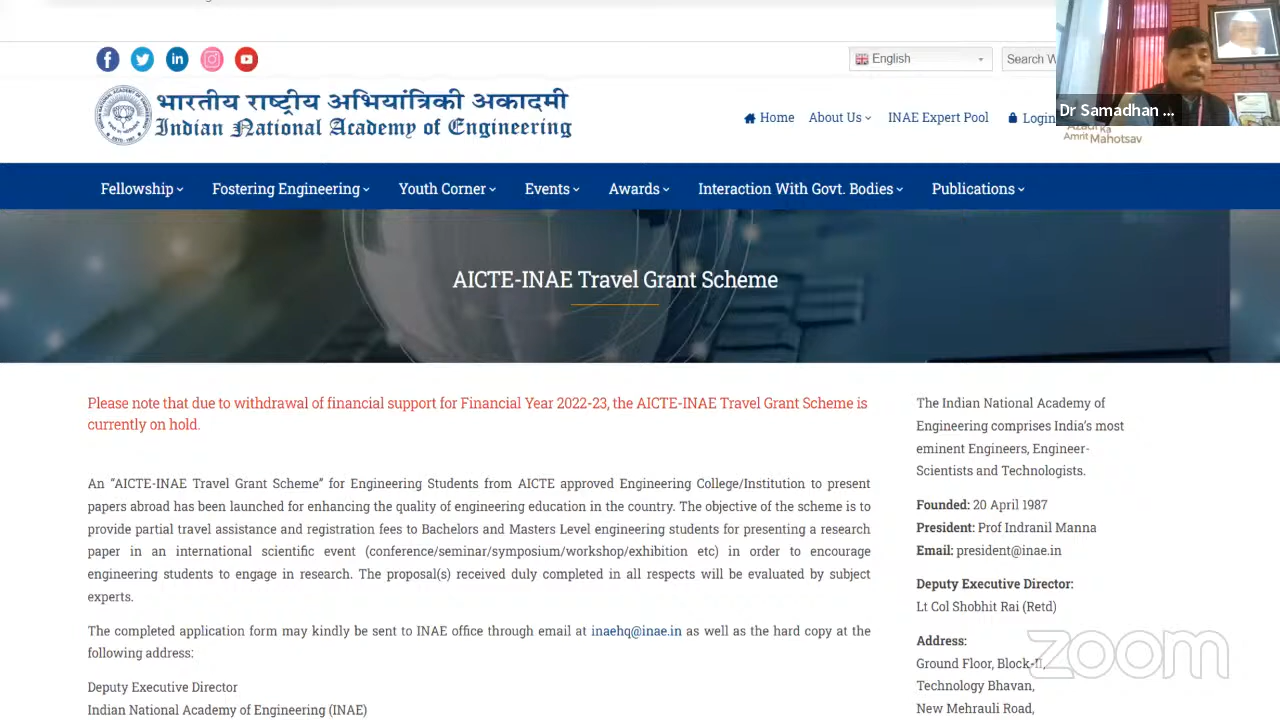 English
Search W
भारतीय राष्ट्रीय अभियांत्रिकी अकादमी
Indian National Academy of Engineering
Home
About Us
INAE Expert Pool
Login
Dr Samadhan ...
Azadi Ka
Amrit Mahotsav
Fellowship
Fostering Engineering
Youth Corner
Events
Awards
Interaction With Govt. Bodies
Publications
AICTE-INAE Travel Grant Scheme
Please note that due to withdrawal of financial support for Financial Year 2022-23, the AICTE-INAE Travel Grant Scheme is
currently on hold.
An “AICTE-INAE Travel Grant Scheme” for Engineering Students from AICTE approved Engineering College/Institution to present
papers abroad has been launched for enhancing the quality of engineering education in the country. The objective of the scheme is to
provide partial travel assistance and registration fees to Bachelors and Masters Level engineering students for presenting a research
paper in an international scientific event (conference/seminar/symposium/workshop/exhibition etc) in order to encourage
engineering students to engage in research. The proposal(s) received duly completed in all respects will be evaluated by subject
experts.
The completed application form may kindly be sent to INAE office through email at inaehq@inae.in as well as the hard copy at the
following address:
Deputy Executive Director
Indian National Academy of Engineering (INAE)
The Indian National Academy of
Engineering comprises India’s most
eminent Engineers, Engineer-
Scientists and Technologists.
Founded: 20 April 1987
President: Prof Indranil Manna
Email: president@inae.in
Deputy Executive Director:
Lt Col Shobhit Rai (Retd)
Address:
Ground Floor, Block-II,
Technology Bhavan,
New Mehrauli Road,
zoom